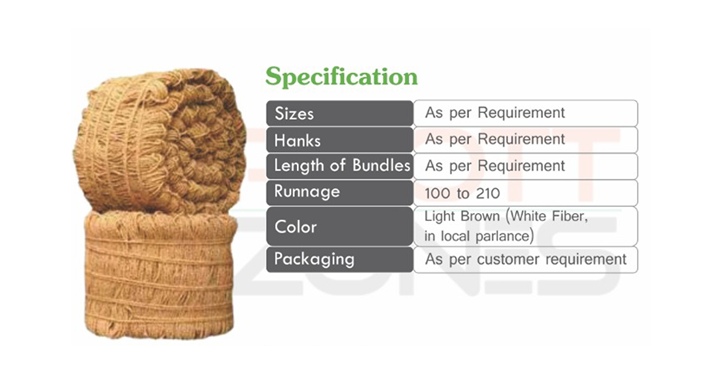 Specification
Sizes As per Requirement
Hanks As per Requirement
Length of Bundles As per Requirement
Runnage 100 to 210
Color Light Brown (White Fiber,
in local parlance)
Packaging As per customer requirement
ZONES